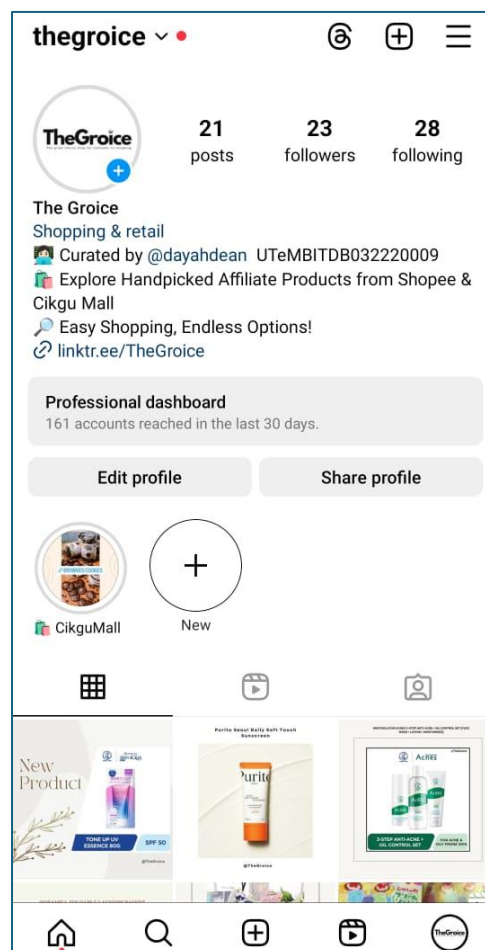 thegroice
TheGroice
21
posts
23
followers
28
following
The Groice
Shopping & retail
Curated by @dayahdean UTeMBITDB032220009
Explore Handpicked Affiliate Products from Shopee &
Cikgu Mall
Easy Shopping, Endless Options!
linktr.ee/TheGroice
Professional dashboard
161 accounts reached in the last 30 days.
Edit profile
Share profile
CikguMall
New
New
Product
TONE UP UV
ESSENCE 80G
SPF 50
@TheGroice
Purito Seoul Daily Soft Touch
Sunscreen
Purito
@TheGroice
Acnes
3-STEP ANTI-ACNE +
OIL CONTROL SET
TheGroice